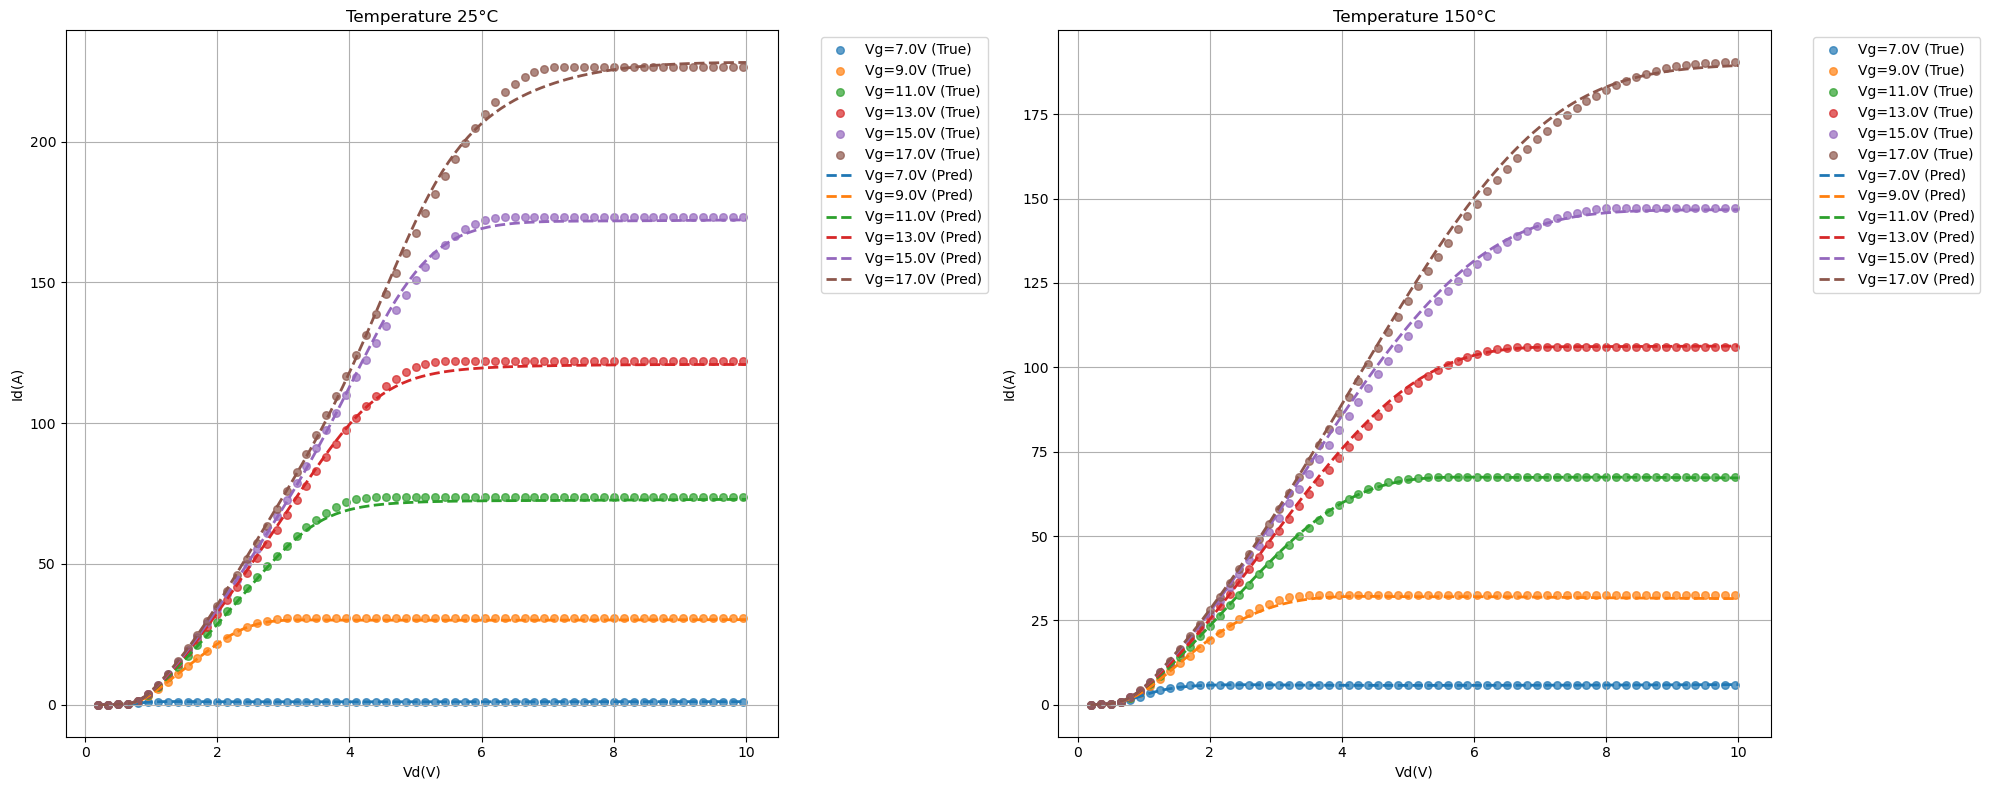 Temperature 25°C
Id(A)
200
150
100
50
0
0 2 4 6 8 10
Vd(V)
Vg=7.0V (True)
Vg=9.0V (True)
Vg=11.0V (True)
Vg=13.0V (True)
Vg=15.0V (True)
Vg=17.0V (True)
Vg=7.0V (Pred)
Vg=9.0V (Pred)
Vg=11.0V (Pred)
Vg=13.0V (Pred)
Vg=15.0V (Pred)
Vg=17.0V (Pred)
Temperature 150°C
Id(A)
175
150
125
100
75
50
25
0
0 2 4 6 8 10
Vd(V)
Vg=7.0V (True)
Vg=9.0V (True)
Vg=11.0V (True)
Vg=13.0V (True)
Vg=15.0V (True)
Vg=17.0V (True)
Vg=7.0V (Pred)
Vg=9.0V (Pred)
Vg=11.0V (Pred)
Vg=13.0V (Pred)
Vg=15.0V (Pred)
Vg=17.0V (Pred)